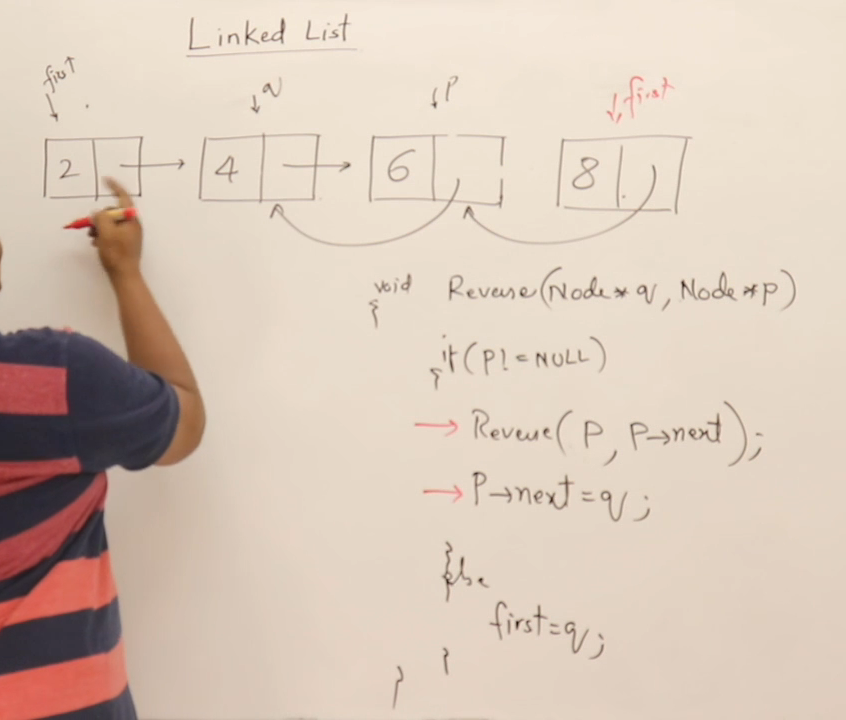 Linked List
first q p first
2 4 6 8
void Reverse(Node* q, Node *p)
{
if(P!=NULL)
{
Reverse(P, P→next);
P→next=q;
}else
first=q;
}
}